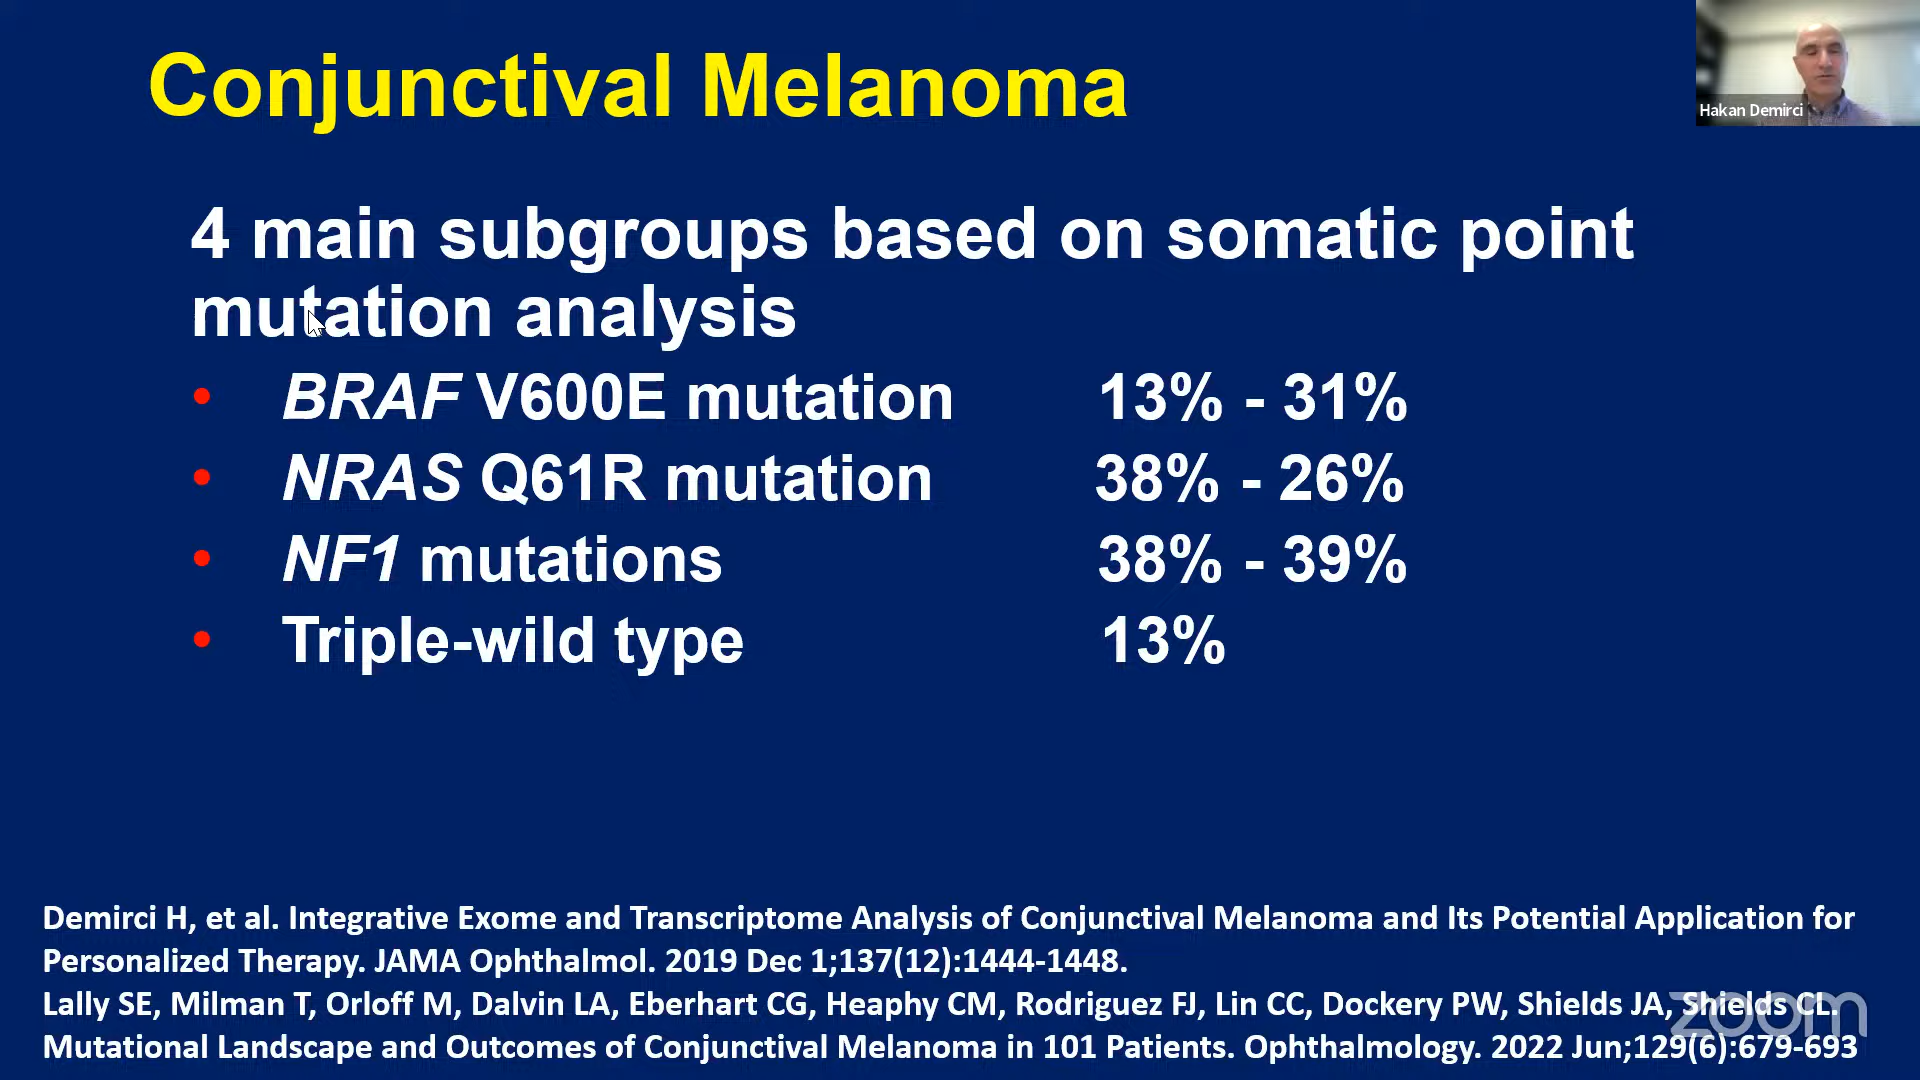 Conjunctival Melanoma
Hakan Demirci
4 main subgroups based on somatic point
mutation analysis
• BRAF V600E mutation 13% - 31%
• NRAS Q61R mutation 38% - 26%
• NF1 mutations 38% - 39%
• Triple-wild type 13%
Demirci H, et al. Integrative Exome and Transcriptome Analysis of Conjunctival Melanoma and Its Potential Application for
Personalized Therapy. JAMA Ophthalmol. 2019 Dec 1;137(12):1444-1448.
Lally SE, Milman T, Orloff M, Dalvin LA, Eberhart CG, Heaphy CM, Rodriguez FJ, Lin CC, Dockery PW, Shields JA, Shields CL.
Mutational Landscape and Outcomes of Conjunctival Melanoma in 101 Patients. Ophthalmology. 2022 Jun;129(6):679-693
zoom